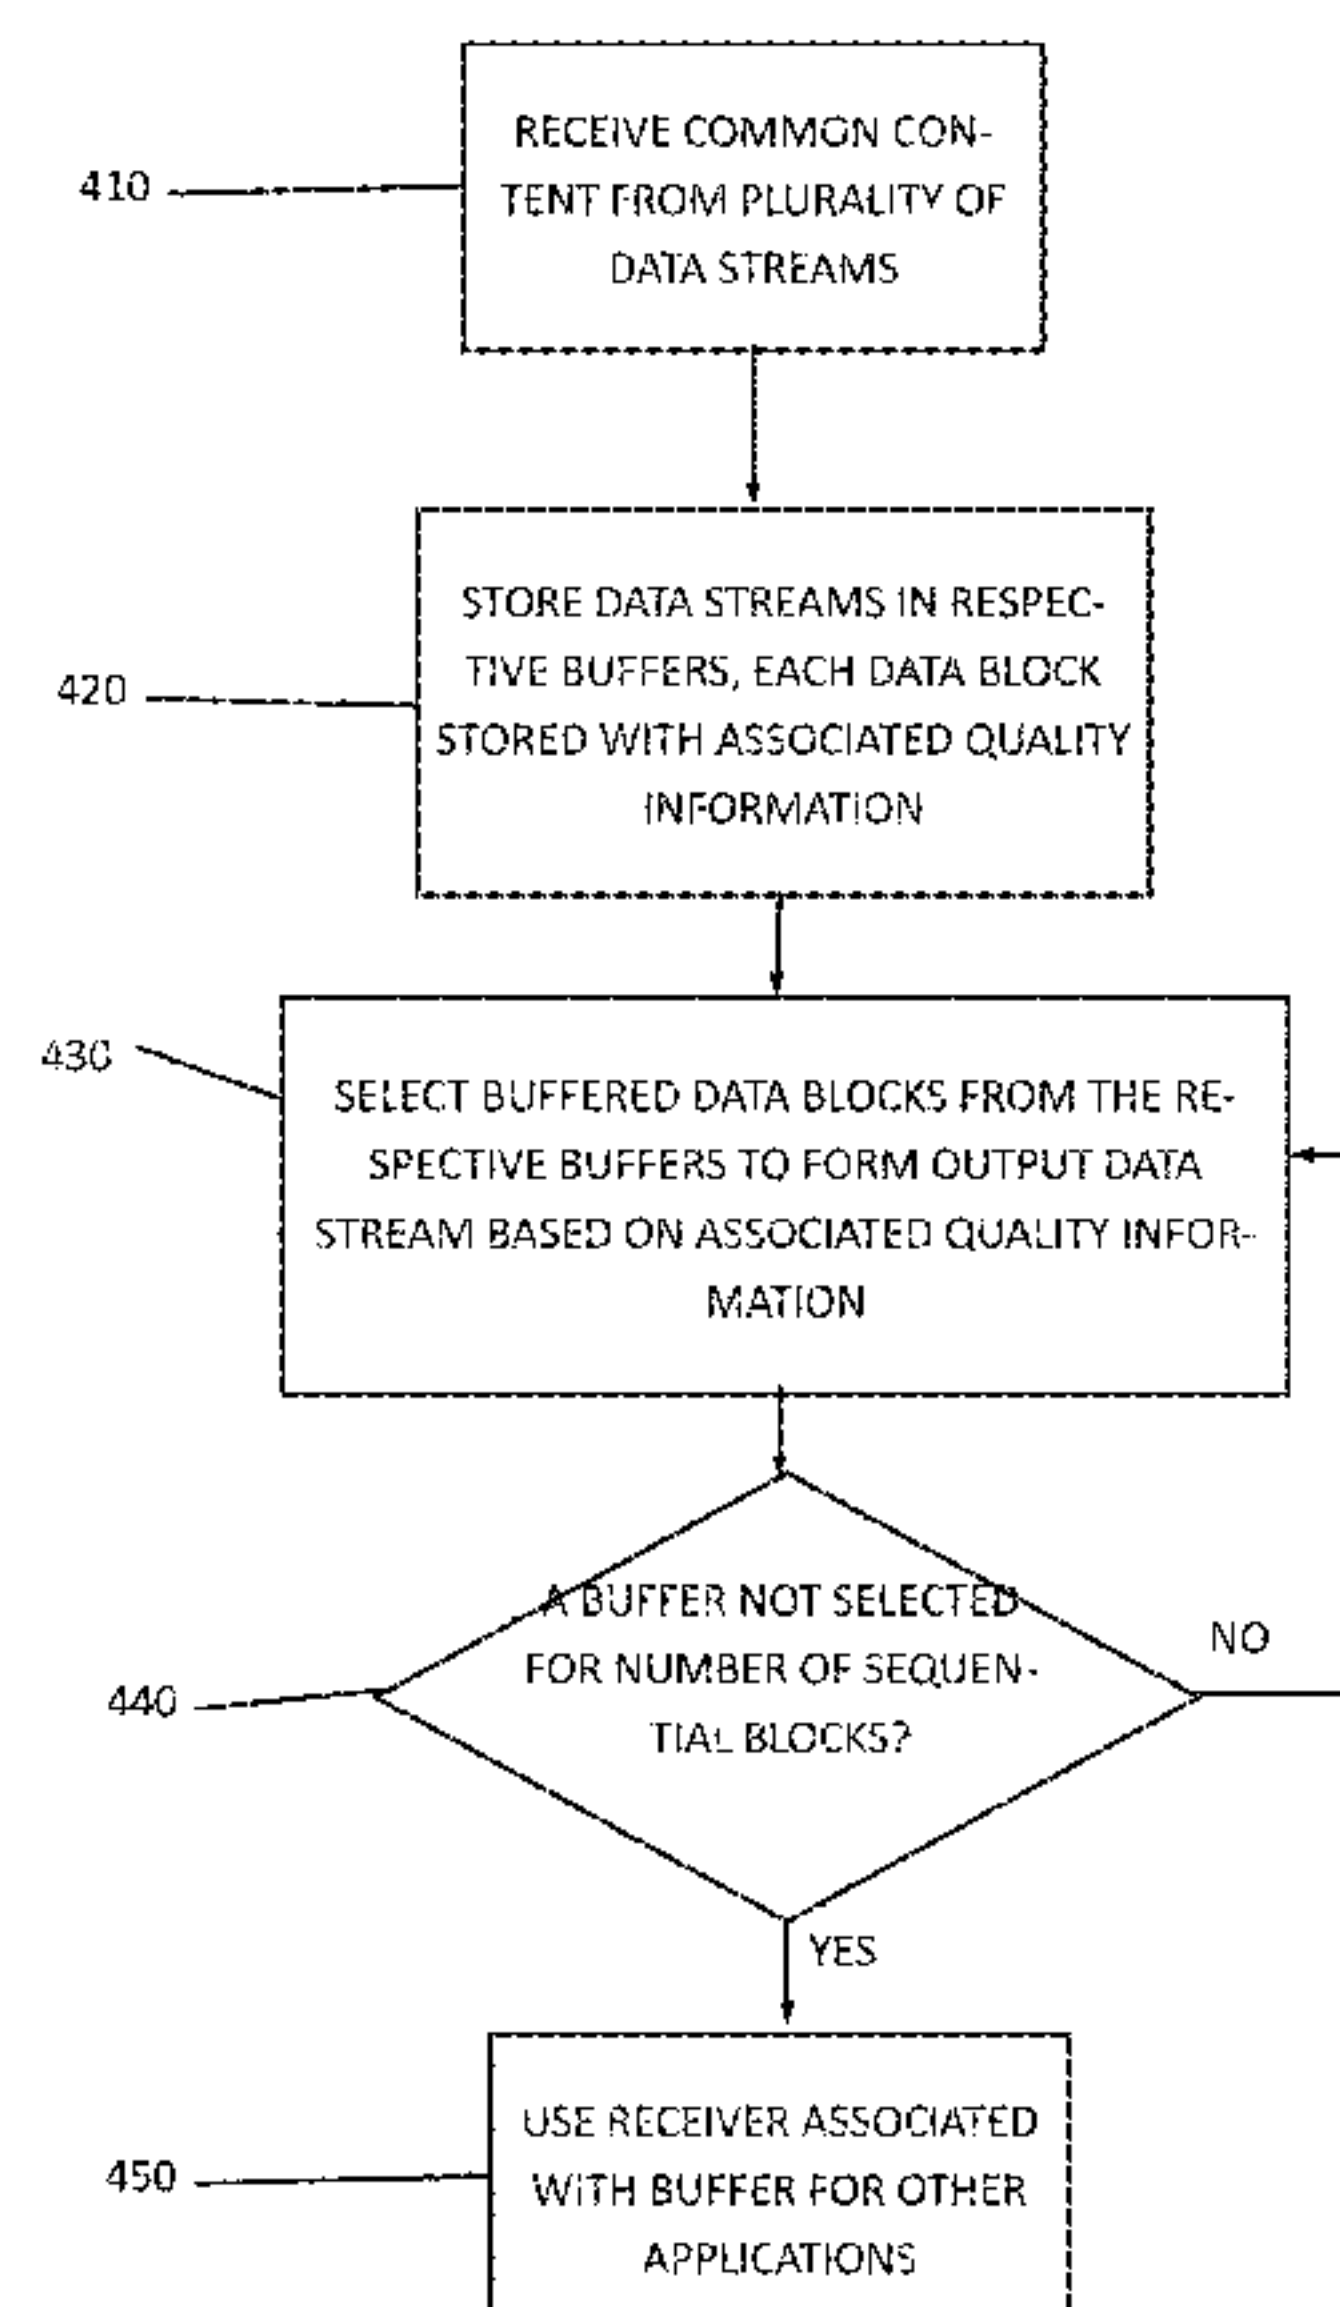 410
RECEIVE COMMON CON-
TENT FROM PLURALITY OF
DATA STREAMS
420
STORE DATA STREAMS IN RESPEC-
TIVE BUFFERS, EACH DATA BLOCK
STORED WITH ASSOCIATED QUALITY
INFORMATION
430
SELECT BUFFERED DATA BLOCKS FROM THE RE-
SPECTIVE BUFFERS TO FORM OUTPUT DATA
STREAM BASED ON ASSOCIATED QUALITY INFOR-
MATION
440
A BUFFER NOT SELECTED
FOR NUMBER OF SEQUEN-
TIAL BLOCKS?
NO
YES
450
USE RECEIVER ASSOCIATED
WITH BUFFER FOR OTHER
APPLICATIONS